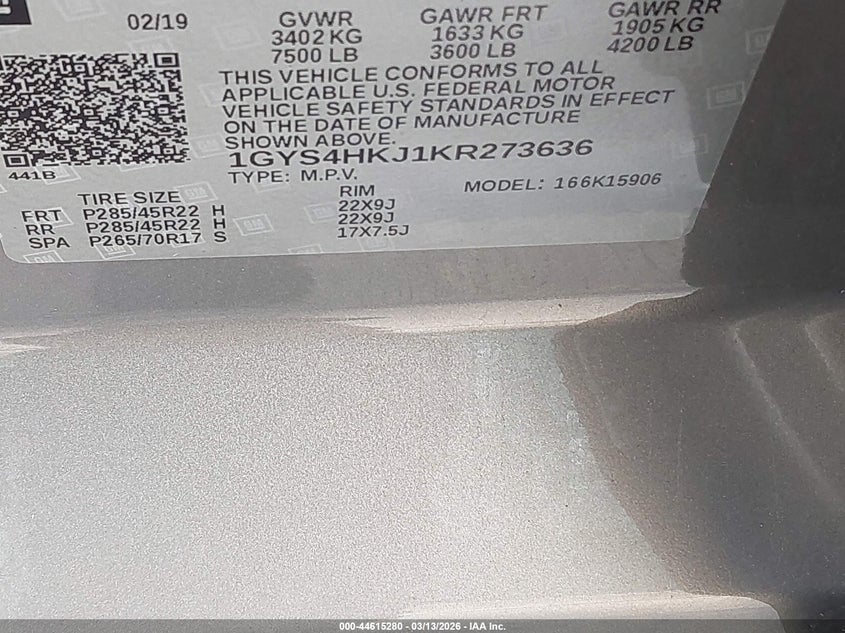 02/19 GVWR GAWR FRT GAWR RR
3402 KG 1633 KG 1905 KG
7500 LB 3600 LB 4200 LB
THIS VEHICLE CONFORMS TO ALL
APPLICABLE U.S. FEDERAL MOTOR
VEHICLE SAFETY STANDARDS IN EFFECT
ON THE DATE OF MANUFACTURE
SHOWN ABOVE.
1GYS4HKJ1KR273636
441B
TYPE: M.P.V. MODEL: 166K15906
TIRE SIZE RIM
FRT P285/45R22 H 22X9J
RR P285/45R22 H 22X9J
SPA P265/70R17 S 17X7.5J
000-44615280 - 03/13/2026 - IAA Inc.